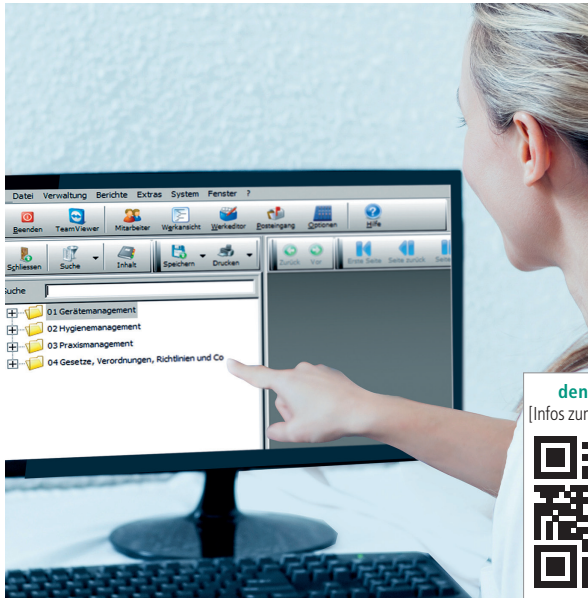 Datei Verwaltung Berichte Extras System Fenster ?
Beenden TeamViewer Mitarbeiter Werkansicht Werkeditor Posteingang Optionen Hilfe
Schliessen Suche Inhalt Speichern Drucken Zurück Vor Erste Seite Seite zurück Seite
Suche
01 Gerätemanagement
02 Hygienemanagement
03 Praxismanagement
04 Gesetze, Verordnungen, Richtlinien und Co
den
[Infos zur